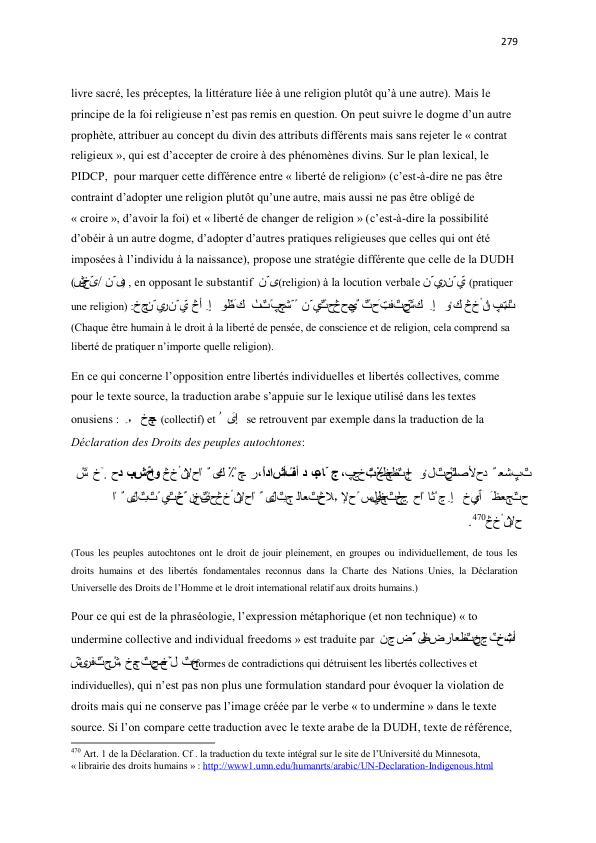 279
livre sacré, les préceptes, la littérature liée à une religion plutôt qu'à une autre). Mais le
principe de la foi religieuse n'est pas remis en question. On peut suivre le dogme d'un autre
prophète, attribuer au concept du divin des attributs différents mais sans rejeter le « contrat
religieux », qui est d'accepter de croire à des phénomènes divins. Sur le plan lexical, le
PIDCP, pour marquer cette différence entre « liberté de religion» (c'est-à-dire ne pas être
contraint d'adopter une religion plutôt qu'une autre, mais aussi ne pas être obligé de
« croire », d'avoir la foi) et « liberté de changer de religion » (c'est-à-dire la possibilité
d'obéir à un autre dogme, d'adopter d'autres pratiques religieuses que celles qui ont été
imposées à l'individu à la naissance), propose une stratégie différente que celle de la DUDH
, en opposant le substantif (religion) à la locution verbale (pratiquer
une religion) :
(Chaque être humain à le droit à la liberté de pensée, de conscience et de religion, cela comprend sa
liberté de pratiquer n'importe quelle religion).
En ce qui concerne l'opposition entre libertés individuelles et libertés collectives, comme
pour le texte source, la traduction arabe s'appuie sur le lexique utilisé dans les textes
onusiens : (collectif) et se retrouvent par exemple dans la traduction de la
Déclaration des Droits des peuples autochtones:
470
(Tous les peuples autochtones ont le droit de jouir pleinement, en groupes ou individuellement, de tous les
droits humains et des libertés fondamentales reconnus dans la Charte des Nations Unies, la Déclaration
Universelle des Droits de l'Homme et le droit international relatif aux droits humains.)
Pour ce qui est de la phraséologie, l'expression métaphorique (et non technique) « to
undermine collective and individual freedoms » est traduite par
(formes de contradictions qui détruisent les libertés collectives et
individuelles), qui n'est pas non plus une formulation standard pour évoquer la violation de
droits mais qui ne conserve pas l'image créée par le verbe « to undermine » dans le texte
source. Si l'on compare cette traduction avec le texte arabe de la DUDH, texte de référence,
470 Art. 1 de la Déclaration. Cf . la traduction du texte intégral sur le site de l'Université du Minnesota,
« librairie des droits humains » : http://www1.umn.edu/humanrts/arabic/UN-Declaration-Indigenous.html